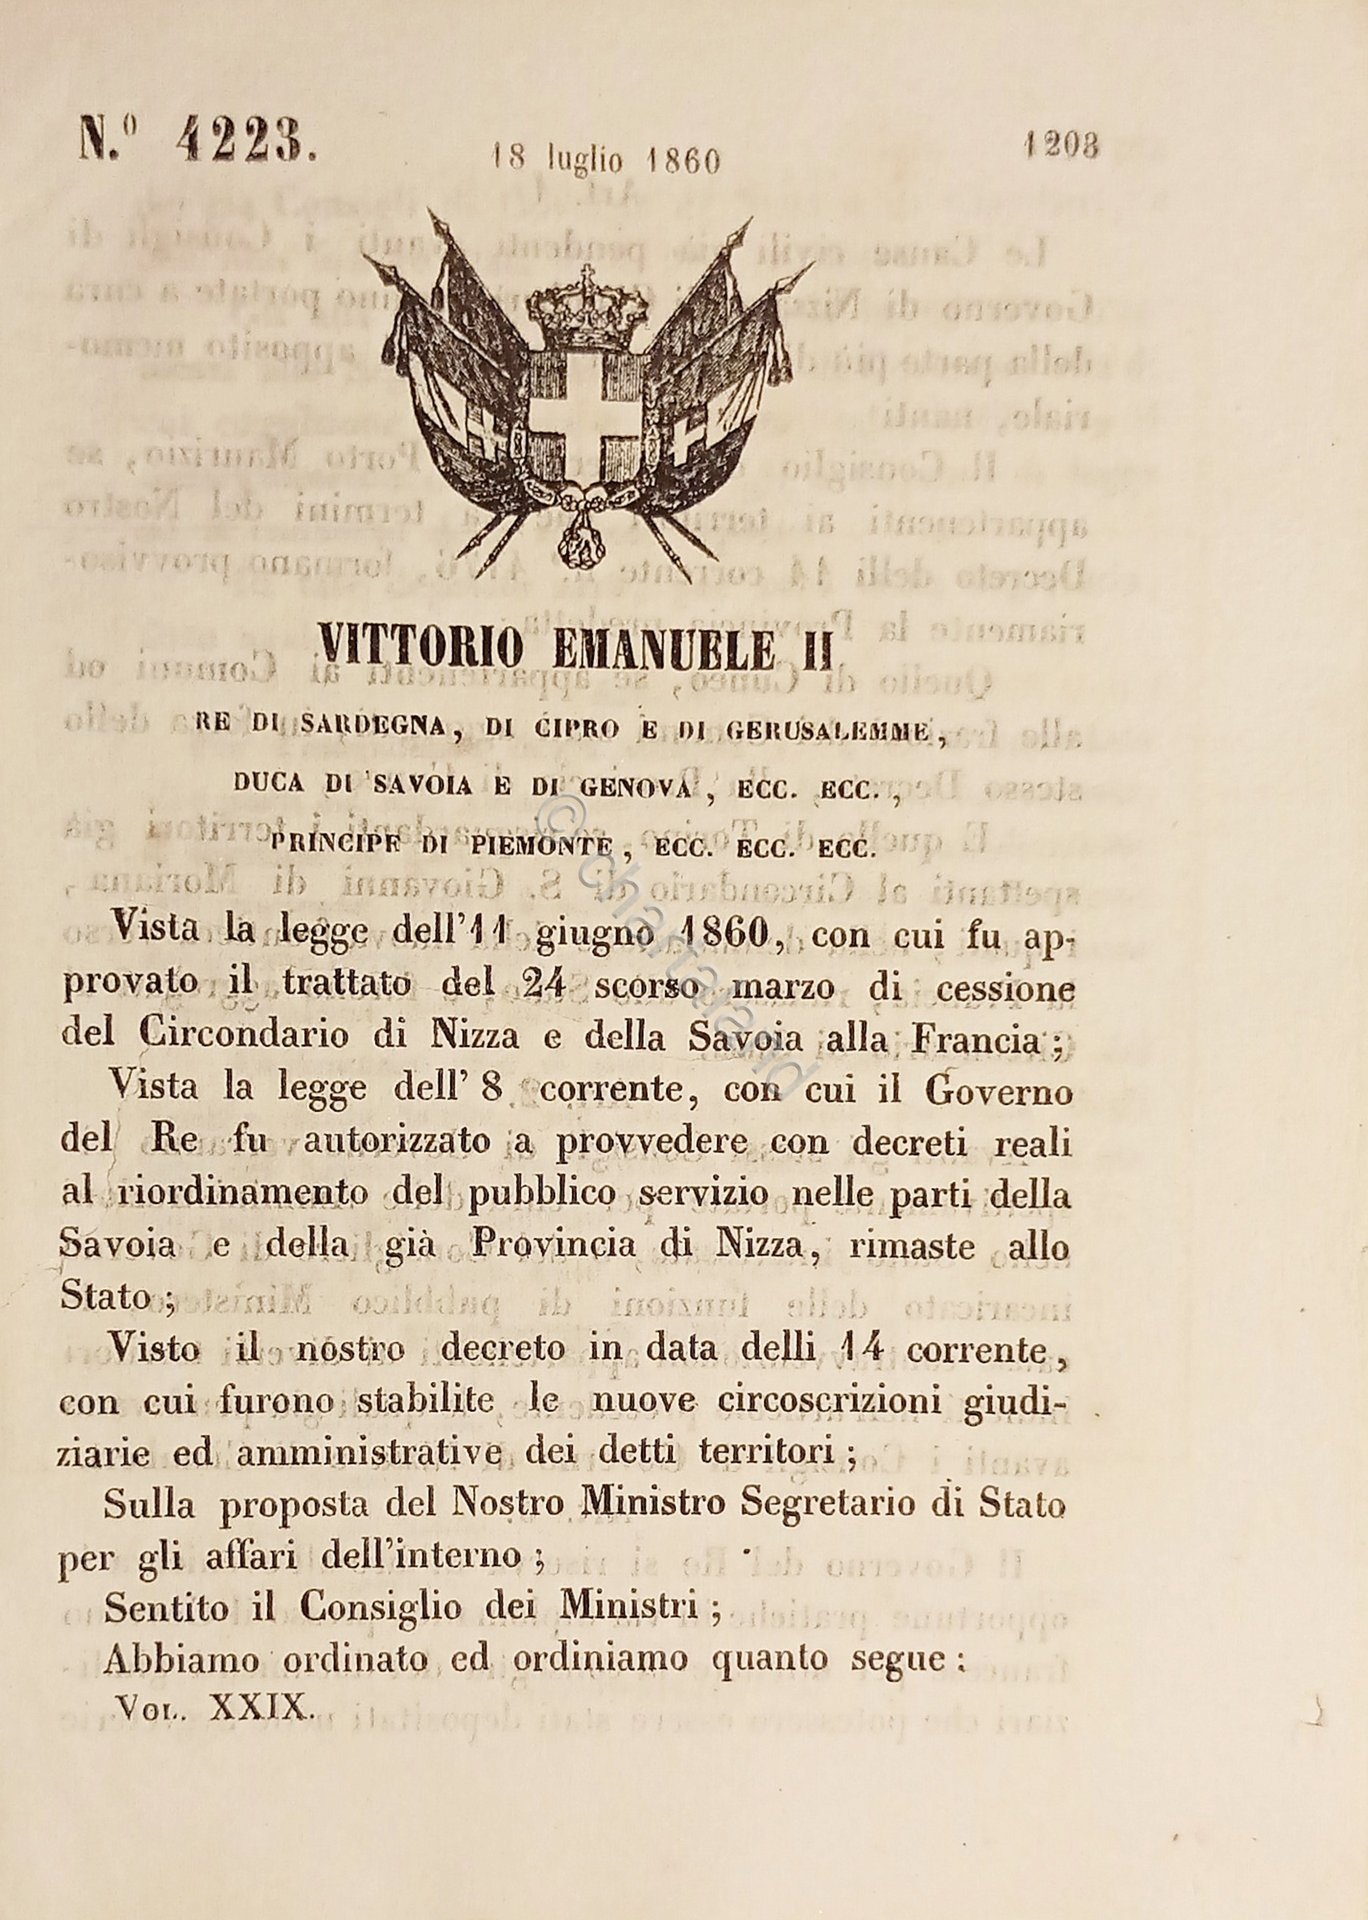 N.º 4223. 18 luglio 1860 1203
VITTORIO EMANUELE II
RE DI SARDEGNA, DI CIPRO E DI GERUSALEMME,
DUCA DI SAVOIA E DI GENOVA, ECC. ECC.,
PRINCIPE DI PIEMONTE, ECC. ECC. ECC.
Vista la legge dell'11 giugno 1860, con cui fu ap-
provato il trattato del 24 scorso marzo di cessione
del Circondario di Nizza e della Savoia alla Francia;
Vista la legge dell' 8 corrente, con cui il Governo
del Re fu autorizzato a provvedere con decreti reali
al riordinamento del pubblico servizio nelle parti della
Savoia e della già Provincia di Nizza, rimaste allo
Stato;
Visto il nostro decreto in data delli 14 corrente,
con cui furono stabilite le nuove circoscrizioni giudi-
ziarie ed amministrative dei detti territori;
Sulla proposta del Nostro Ministro Segretario di Stato
per gli affari dell'interno;
Sentito il Consiglio dei Ministri;
Abbiamo ordinato ed ordiniamo quanto segue:
VOL. XXIX.
© chartaland